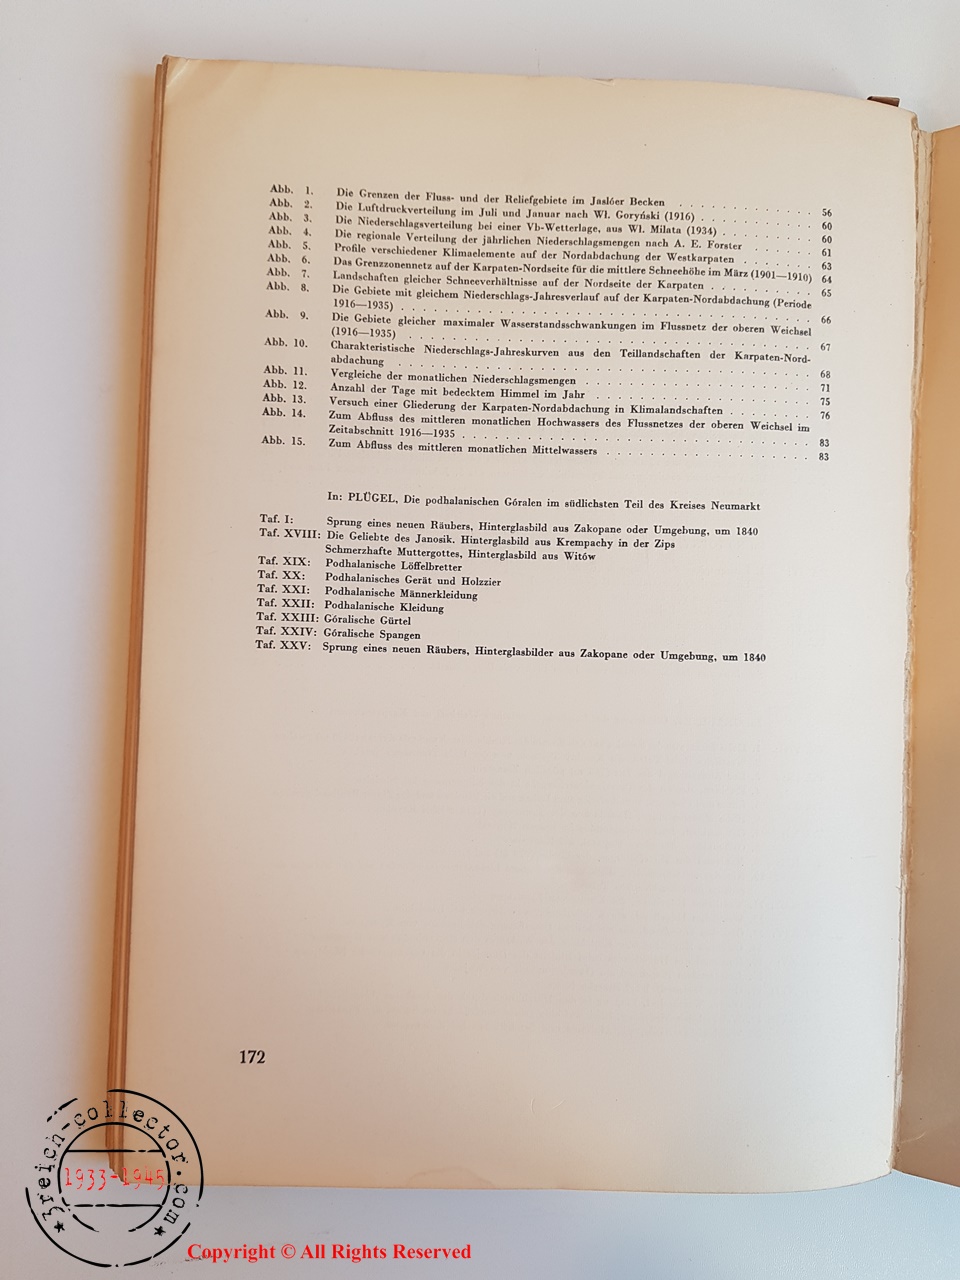 Abb. 1. Die Grenzen der Fluss- und der Reliefgebiete im Jaslóer Becken . . . . . . . . . . . . 56
Abb. 2. Die Luftdruckverteilung im Juli und Januar nach Wl. Goryński (1916) . . . . . . . . . . 60
Abb. 3. Die Niederschlagsverteilung bei einer Vb-Wetterlage, aus Wl. Milata (1934) . . . . . . . . 60
Abb. 4. Die regionale Verteilung der jährlichen Niederschlagsmengen nach A. E. Forster . . . . . 61
Abb. 5. Profile verschiedener Klimaelemente auf der Nordabdachung der Westkarpaten . . . . . . 63
Abb. 6. Das Grenzzonennetz auf der Karpaten-Nordseite für die mittlere Schneehöhe im März (1901—1910) 64
Abb. 7. Landschaften gleicher Schneeverhältnisse auf der Nordseite der Karpaten . . . . . . . . . 65
Abb. 8. Die Gebiete mit gleichem Niederschlags-Jahresverlauf auf der Karpaten-Nordabdachung (Periode
1916—1935) . . . . . . . . . . . . . . . . . . . . . . . . . . . . . . 66
Abb. 9. Die Gebiete gleicher maximaler Wasserstandsschwankungen im Flussnetz der oberen Weichsel
(1916—1935) . . . . . . . . . . . . . . . . . . . . . . . . . . . . . . 67
Abb. 10. Charakteristische Niederschlags-Jahreskurven aus den Teillandschaften der Karpaten-Nord-
abdachung . . . . . . . . . . . . . . . . . . . . . . . . . . . . . . . 68
Abb. 11. Vergleiche der monatlichen Niederschlagsmengen . . . . . . . . . . . . . . . . . 71
Abb. 12. Anzahl der Tage mit bedecktem Himmel im Jahr . . . . . . . . . . . . . . . . . 75
Abb. 13. Versuch einer Gliederung der Karpaten-Nordabdachung in Klimalandschaften . . . . . . . 76
Abb. 14. Zum Abfluss des mittleren monatlichen Hochwassers des Flussnetzes der oberen Weichsel im
Zeitabschnitt 1916—1935 . . . . . . . . . . . . . . . . . . . . . . . . . . 83
Abb. 15. Zum Abfluss des mittleren monatlichen Mittelwassers . . . . . . . . . . . . . . . . 83
In: PLÜGEL, Die podhalanischen Góralen im südlichsten Teil des Kreises Neumarkt
Taf. I: Sprung eines neuen Räubers, Hinterglasbild aus Zakopane oder Umgebung, um 1840
Taf. XVIII: Die Geliebte des Janosik. Hinterglasbild aus Krempachy in der Zips
Schmerzhafte Muttergottes, Hinterglasbild aus Witów
Taf. XIX: Podhalanische Löffelbretter
Taf. XX: Podhalanisches Gerät und Holzzier
Taf. XXI: Podhalanische Männerkleidung
Taf. XXII: Podhalanische Kleidung
Taf. XXIII: Góralische Gürtel
Taf. XXIV: Góralische Spangen
Taf. XXV: Sprung eines neuen Räubers, Hinterglasbilder aus Zakopane oder Umgebung, um 1840
172
3reich-collector.com
1933-1945
Copyright © All Rights Reserved